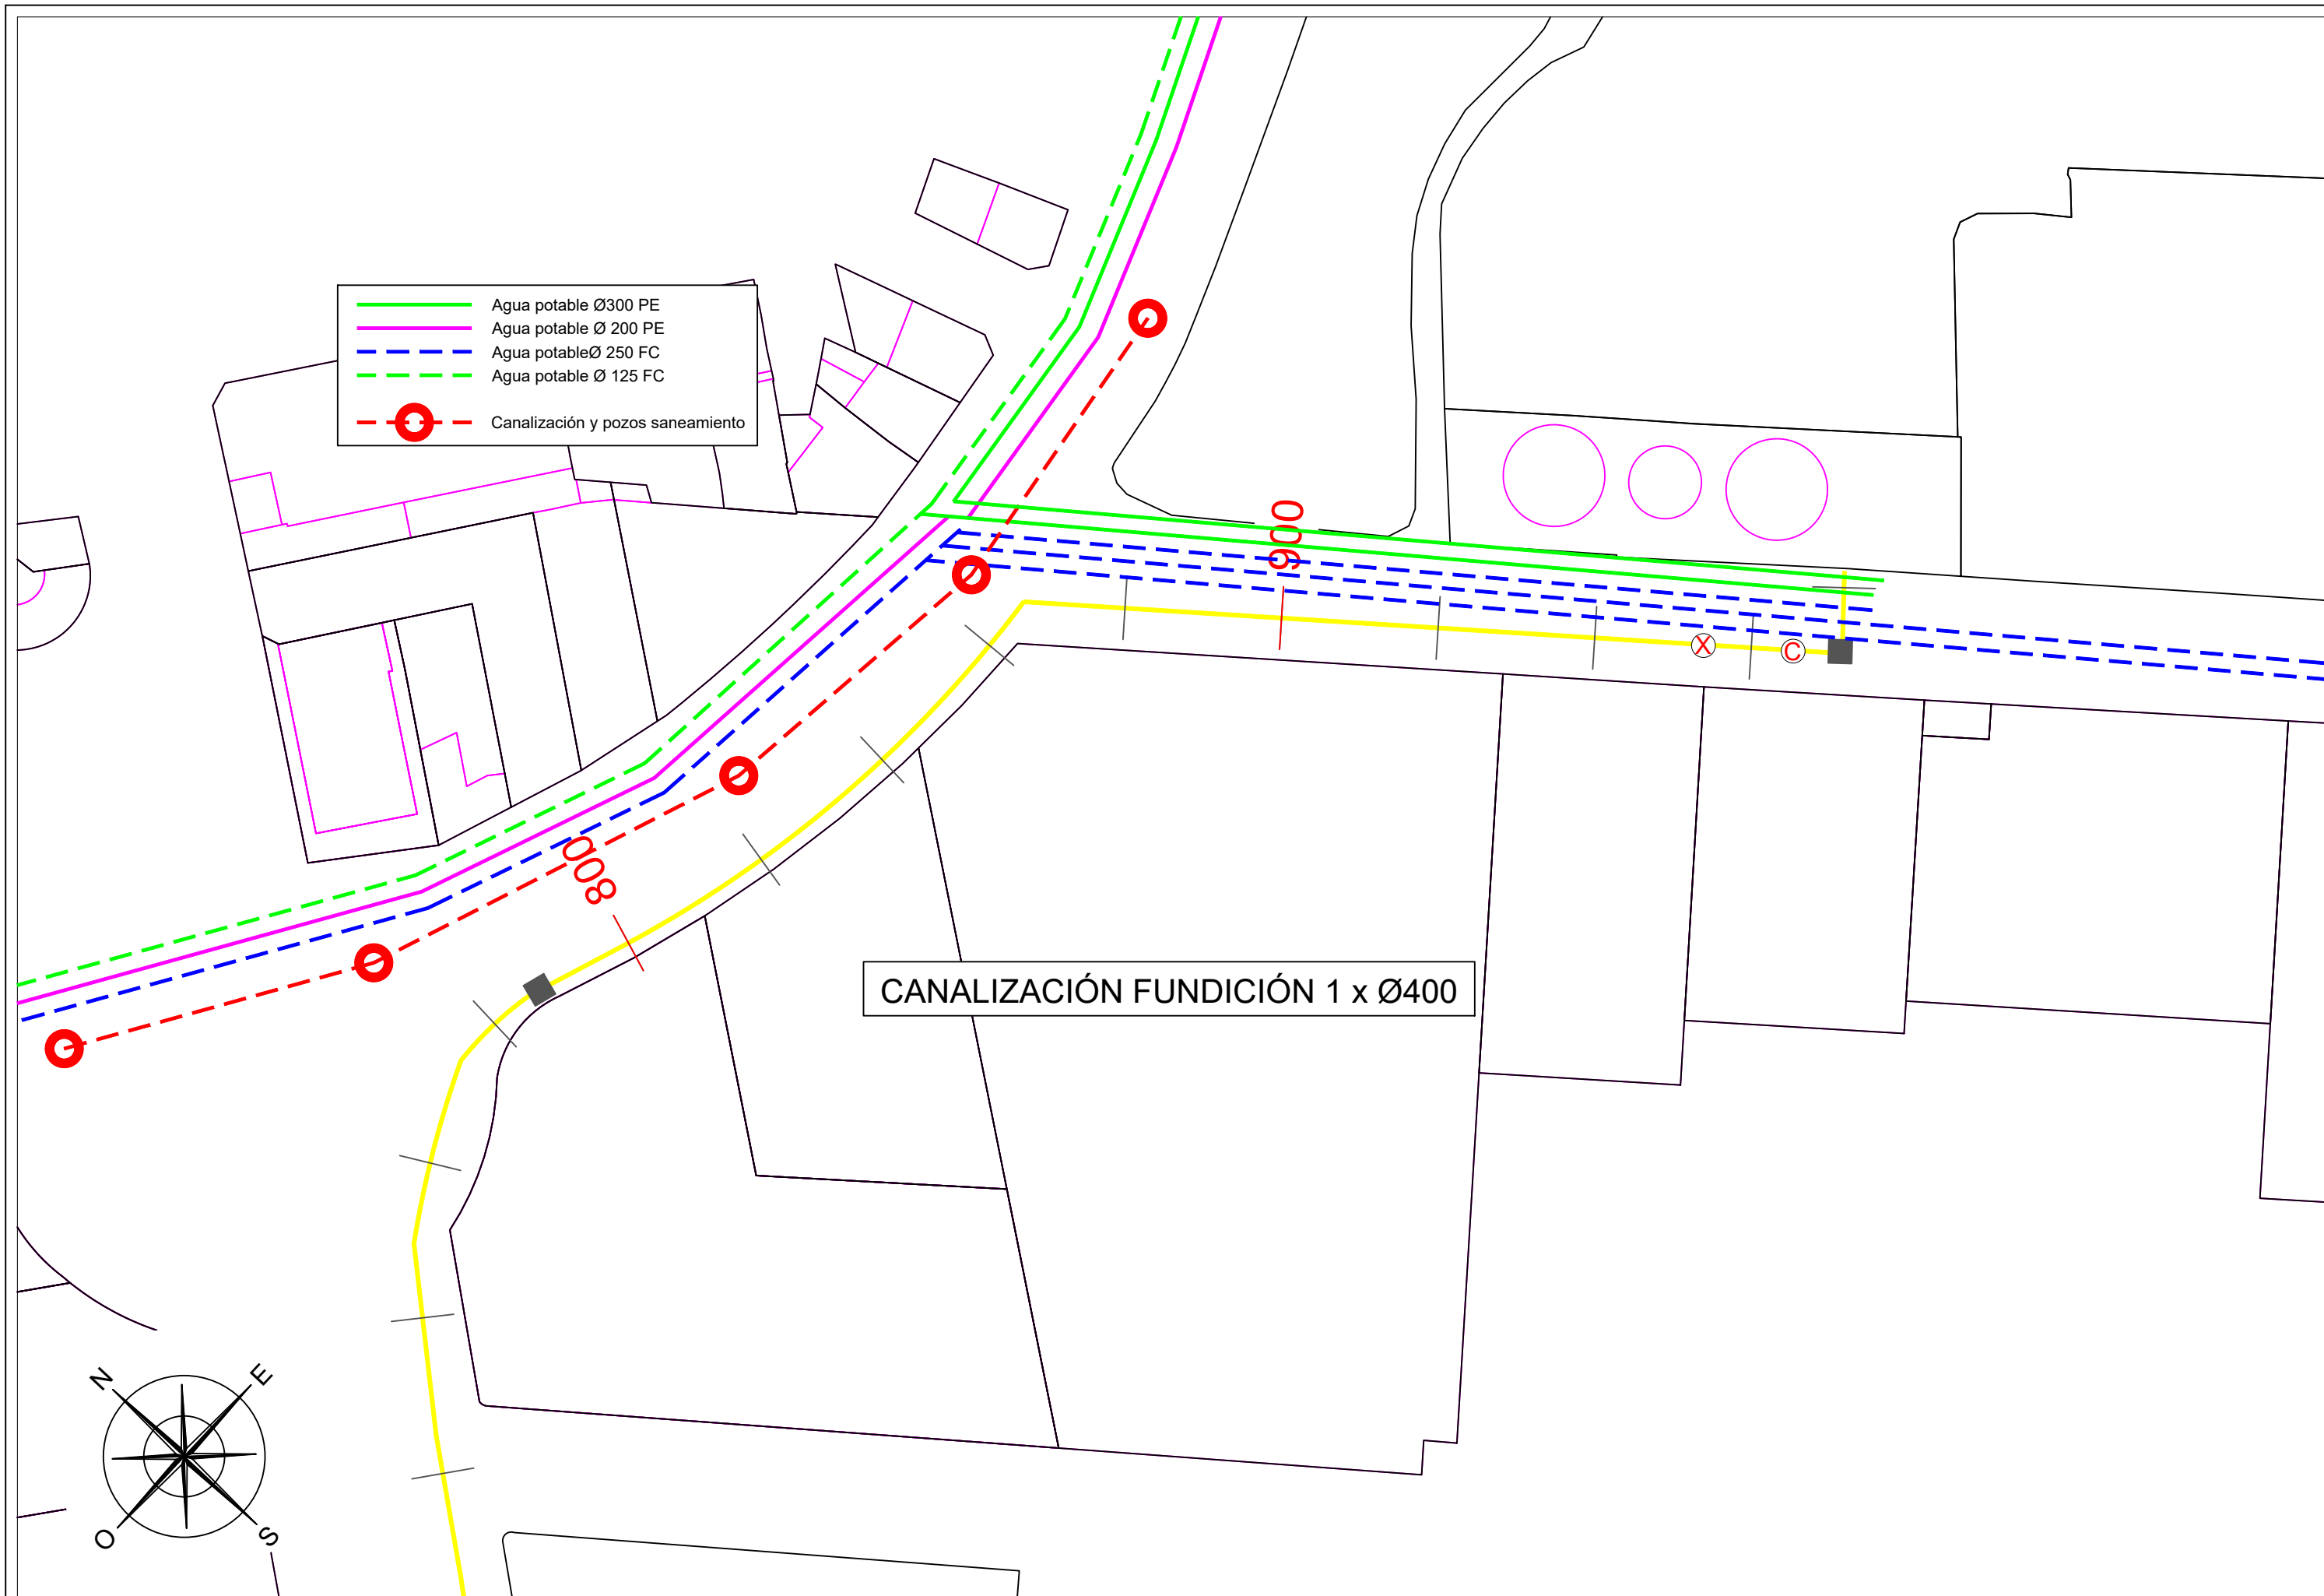 Agua potable Ø300 PE
Agua potable Ø 200 PE
Agua potableØ 250 FC
Agua potable Ø 125 FC
Canalización y pozos saneamiento
900
X
C
800
CANALIZACIÓN FUNDICIÓN 1 x Ø400
N
E
O
S